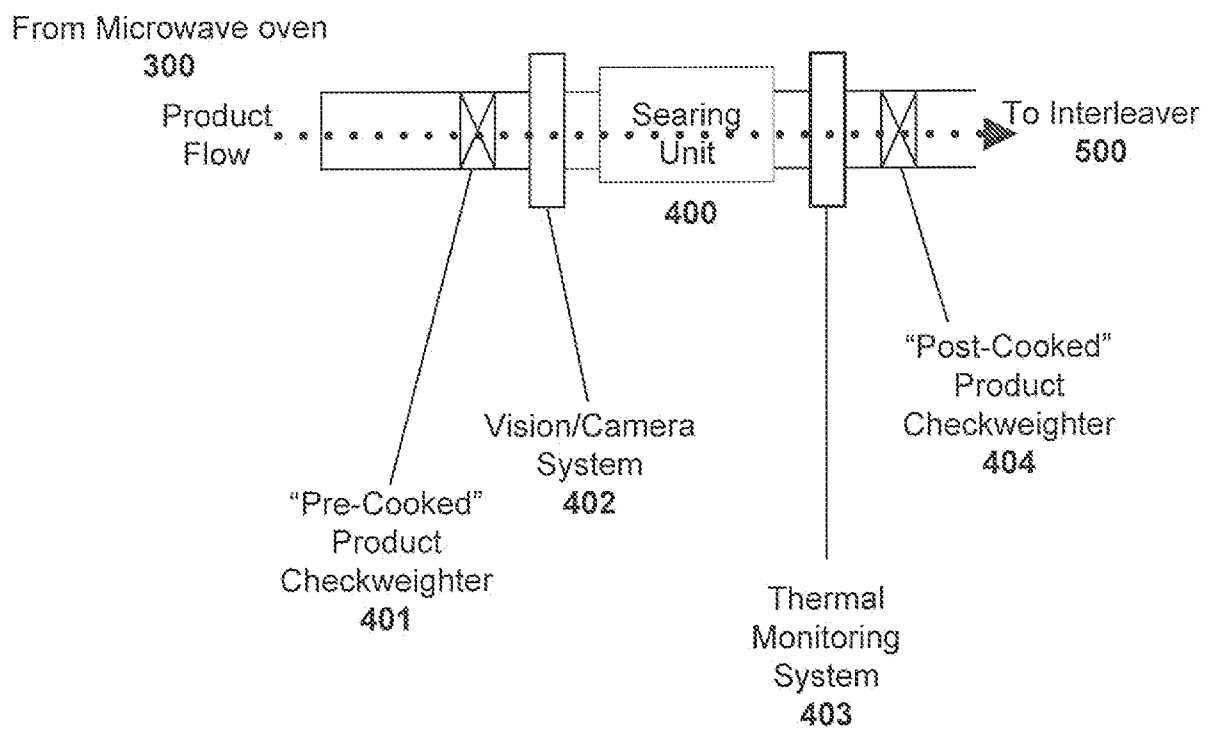 From Microwave oven
300
Product
Flow
Searing
Unit
400
To Interleaver
500
"Pre-Cooked"
Product
Checkweighter
401
Vision/Camera
System
402
Thermal
Monitoring
System
403
“Post-Cooked”
Product
Checkweighter
404